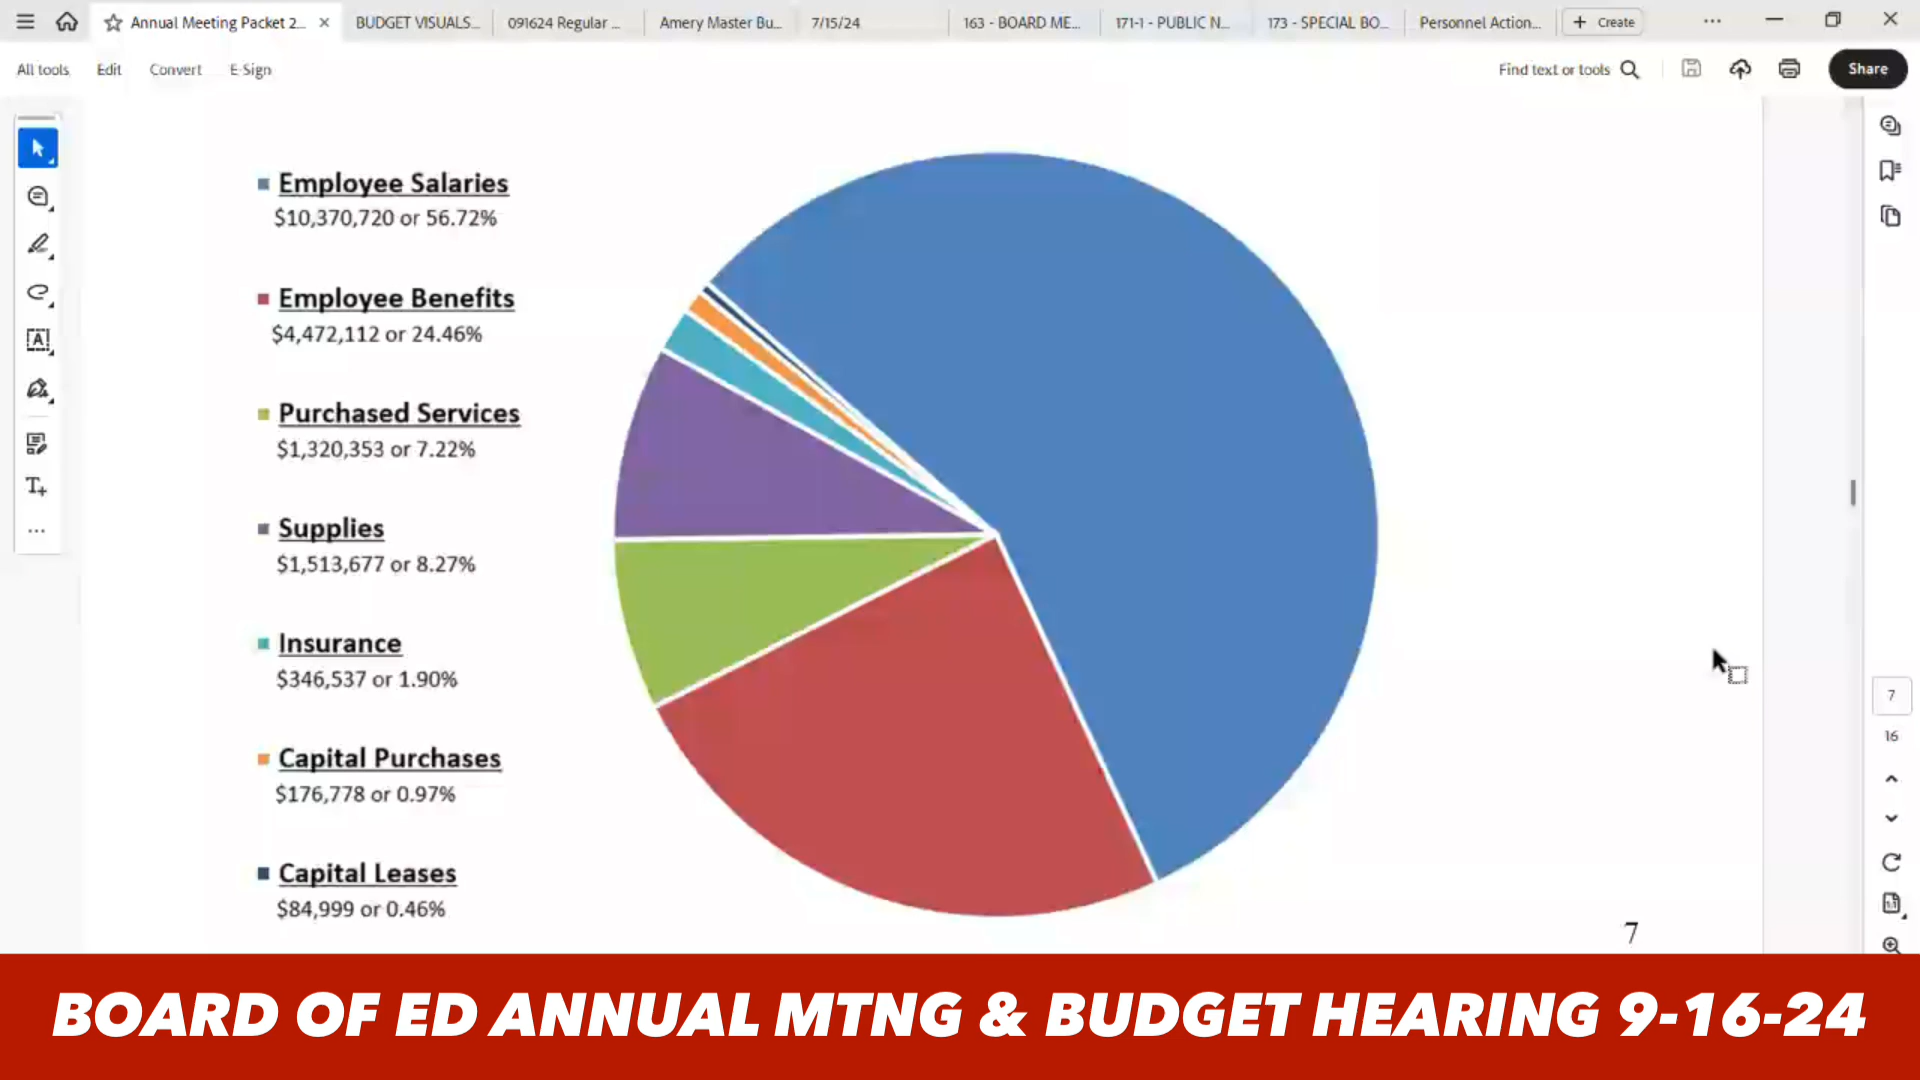 Annual Meeting Packet 2...
BUDGET VISUALS...
091624 Regular ...
Amery Master Bu...
7/15/24
163 - BOARD ME...
171-1 - PUBLIC N...
173 - SPECIAL BO...
Personnel Action...
Create
All tools
Edit
Convert
E-Sign
Find text or tools
Share
Employee Salaries
$10,370,720 or 56.72%
Employee Benefits
$4,472,112 or 24.46%
Purchased Services
$1,320,353 or 7.22%
Supplies
$1,513,677 or 8.27%
Insurance
$346,537 or 1.90%
Capital Purchases
$176,778 or 0.97%
Capital Leases
$84,999 or 0.46%
7
7
16
BOARD OF ED ANNUAL MTNG & BUDGET HEARING 9-16-24